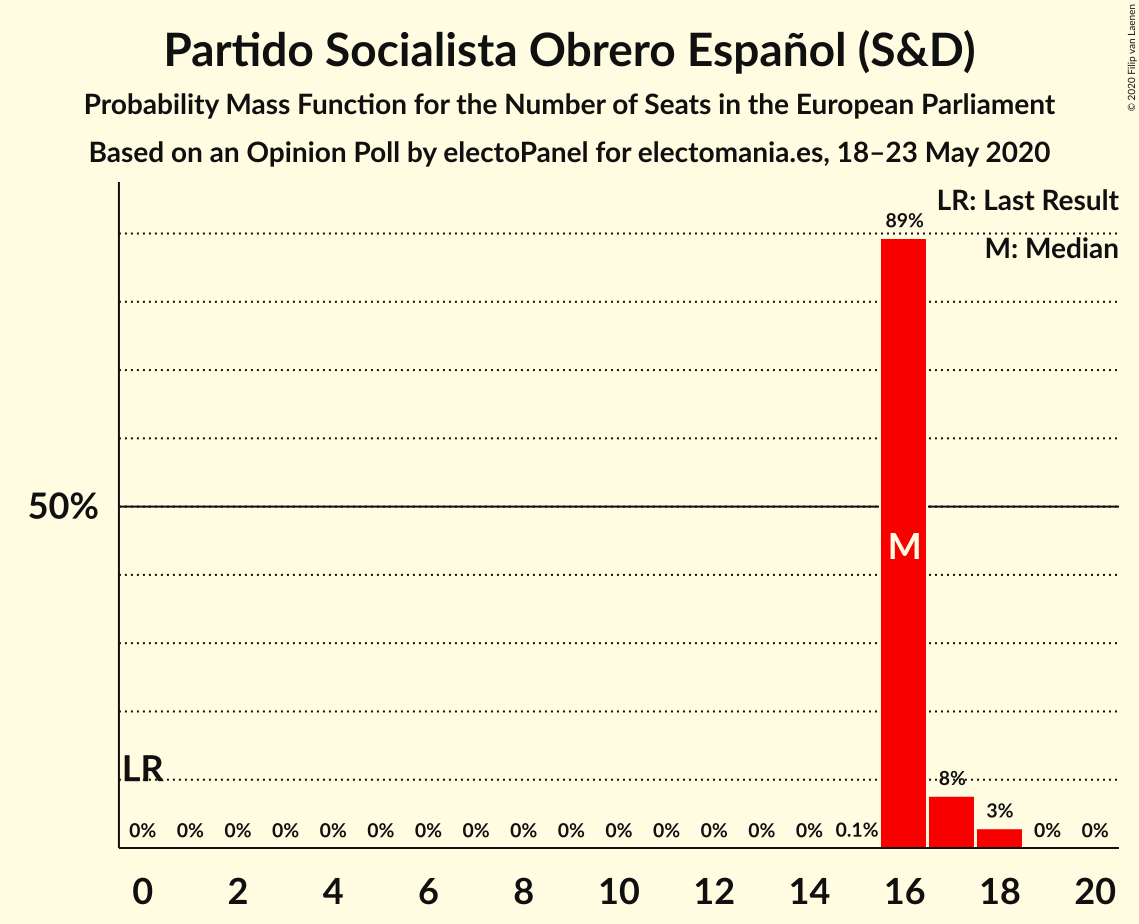 Partido Socialista Obrero Español (S&D)
Probability Mass Function for the Number of Seats in the European Parliament
Based on an Opinion Poll by electoPanel for electomania.es, 18–23 May 2020
© 2020 Filip van Laenen
LR: Last Result
M: Median
89%
50%
M
LR
8%
3%
0% 0% 0% 0% 0% 0% 0% 0% 0% 0% 0% 0% 0% 0% 0% 0.1% 0% 0%
0 2 4 6 8 10 12 14 16 18 20